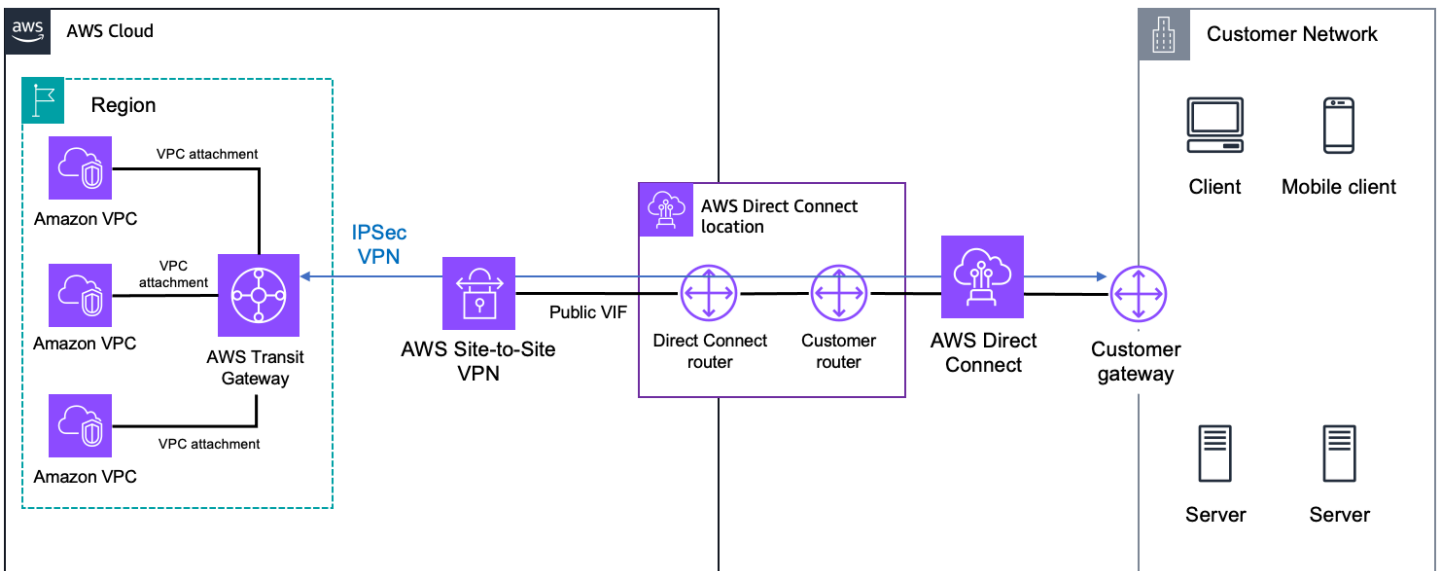 aws
AWS Cloud
Customer Network
Region
VPC attachment
Amazon VPC
Client
Mobile client
AWS Direct Connect
location
IPSec
VPN
VPC
attachment
Amazon VPC
Public VIF
AWS Site-to-Site
VPN
Direct Connect
router
Customer
router
AWS Direct
Connect
Customer
gateway
AWS Transit
Gateway
VPC attachment
Amazon VPC
Server
Server